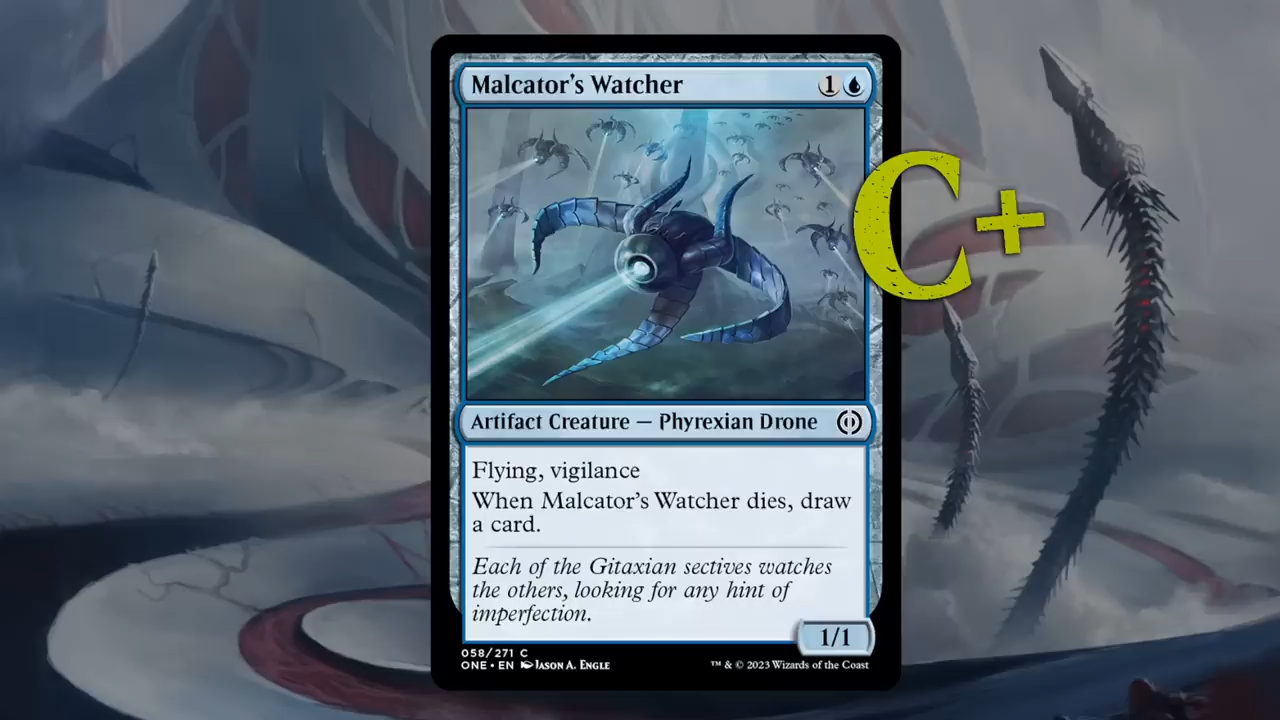 Malcator's Watcher 1
C+
Artifact Creature — Phyrexian Drone
Flying, vigilance
When Malcator's Watcher dies, draw
a card.
Each of the Gitaxian sectives watches
the others, looking for any hint of
imperfection.
1/1
058/271 C
ONE • EN Jason A. Engle
™ & © 2023 Wizards of the Coast